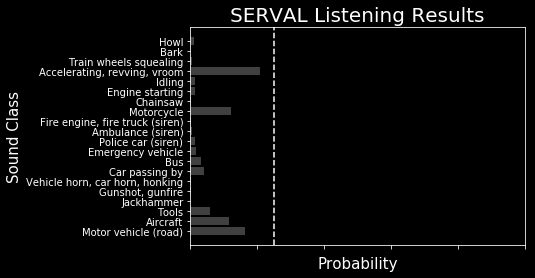 SERVAL Listening Results
Sound Class
Howl
Bark
Train wheels squealing
Accelerating, revving, vroom
Idling
Engine starting
Chainsaw
Motorcycle
Fire engine, fire truck (siren)
Ambulance (siren)
Police car (siren)
Emergency vehicle
Bus
Car passing by
Vehicle horn, car horn, honking
Gunshot, gunfire
Jackhammer
Tools
Aircraft
Motor vehicle (road)
Probability